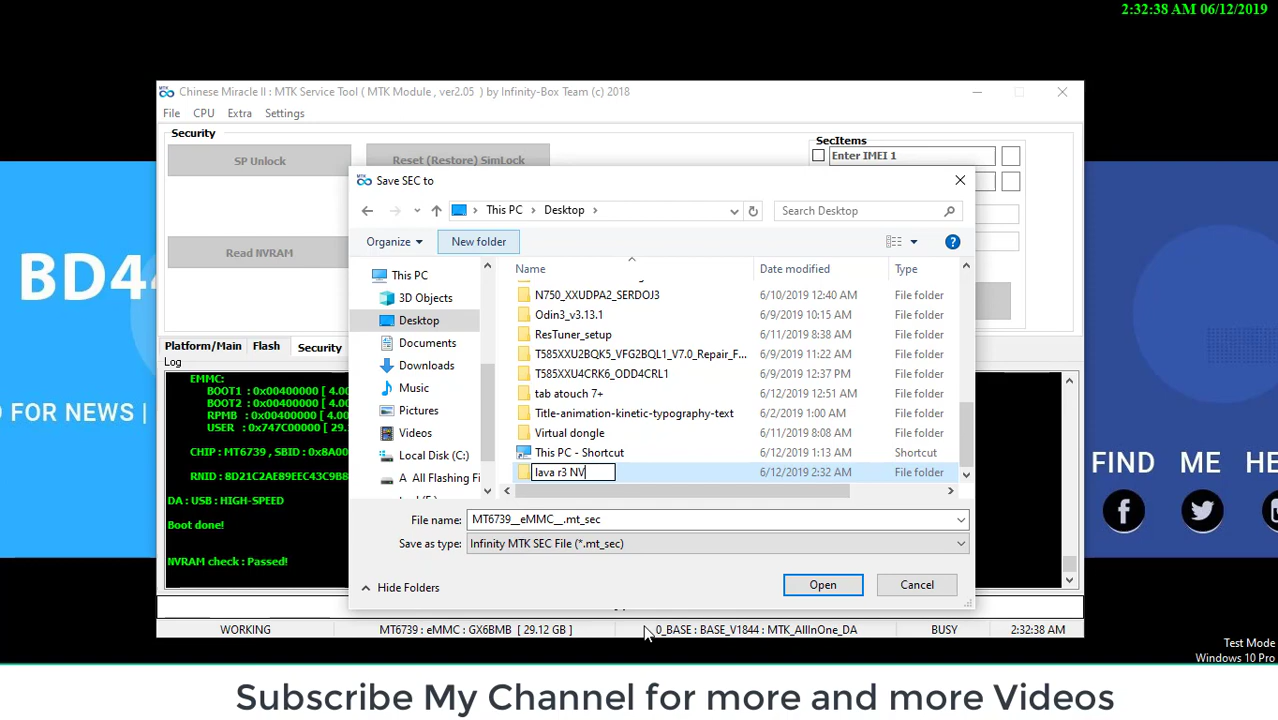 2:32:38 AM 06/12/2019
Chinese Miracle II : MTK Service Tool ( MTK Module , ver2.05 ) by Infinity-Box Team (c) 2018
File CPU Extra Settings
Security
SecItems
SP Unlock
Reset (Restore) SimLock
Enter IMEI 1
Read NVRAM
Platform/Main Flash Security
Log
EMMC:
BOOT1 : 0x00400000 [ 4.00
BOOT2 : 0x00400000 [ 4.00
RPMB : 0x00400000 [ 4.00
USER : 0x747C00000 [ 29.
CHIP : MT6739 , SBID : 0x8A00
RNID : 8D21C2AE89EEC43C9B8
DA : USB : HIGH-SPEED
Boot done!
NVRAM check : Passed!
WORKING
MT6739 : eMMC : GX6BMB [ 29.12 GB ]
0_BASE : BASE_V1844 : MTK_AllInOne_DA
BUSY
2:32:38 AM
Save SEC to
This PC > Desktop >
Search Desktop
Organize
New folder
This PC
3D Objects
Desktop
Documents
Downloads
Music
Pictures
Videos
Local Disk (C:)
A All Flashing Fi
Name Date modified Type
N750_XXUDPA2_SERDOJ3 6/10/2019 12:40 AM File folder
Odin3_v3.13.1 6/9/2019 10:15 AM File folder
ResTuner_setup 6/11/2019 8:38 AM File folder
T585XXU2BQK5_VFG2BQL1_V7.0_Repair_F... 6/9/2019 11:22 AM File folder
T585XXU4CRK6_ODD4CRL1 6/9/2019 12:37 PM File folder
tab atouch 7+ 6/12/2019 12:51 AM File folder
Title-animation-kinetic-typography-text 6/2/2019 1:00 AM File folder
Virtual dongle 6/11/2019 8:08 AM File folder
This PC - Shortcut 6/12/2019 12:32 AM Shortcut
lava r3 NV 6/12/2019 2:32 AM File folder
File name: MT6739__eMMC__.mt_sec
Save as type: Infinity MTK SEC File (*.mt_sec)
Hide Folders
Open
Cancel
BD4
FOR NEWS |
FIND ME HE
Test Mode
Windows 10 Pro
Subscribe My Channel for more and more Videos